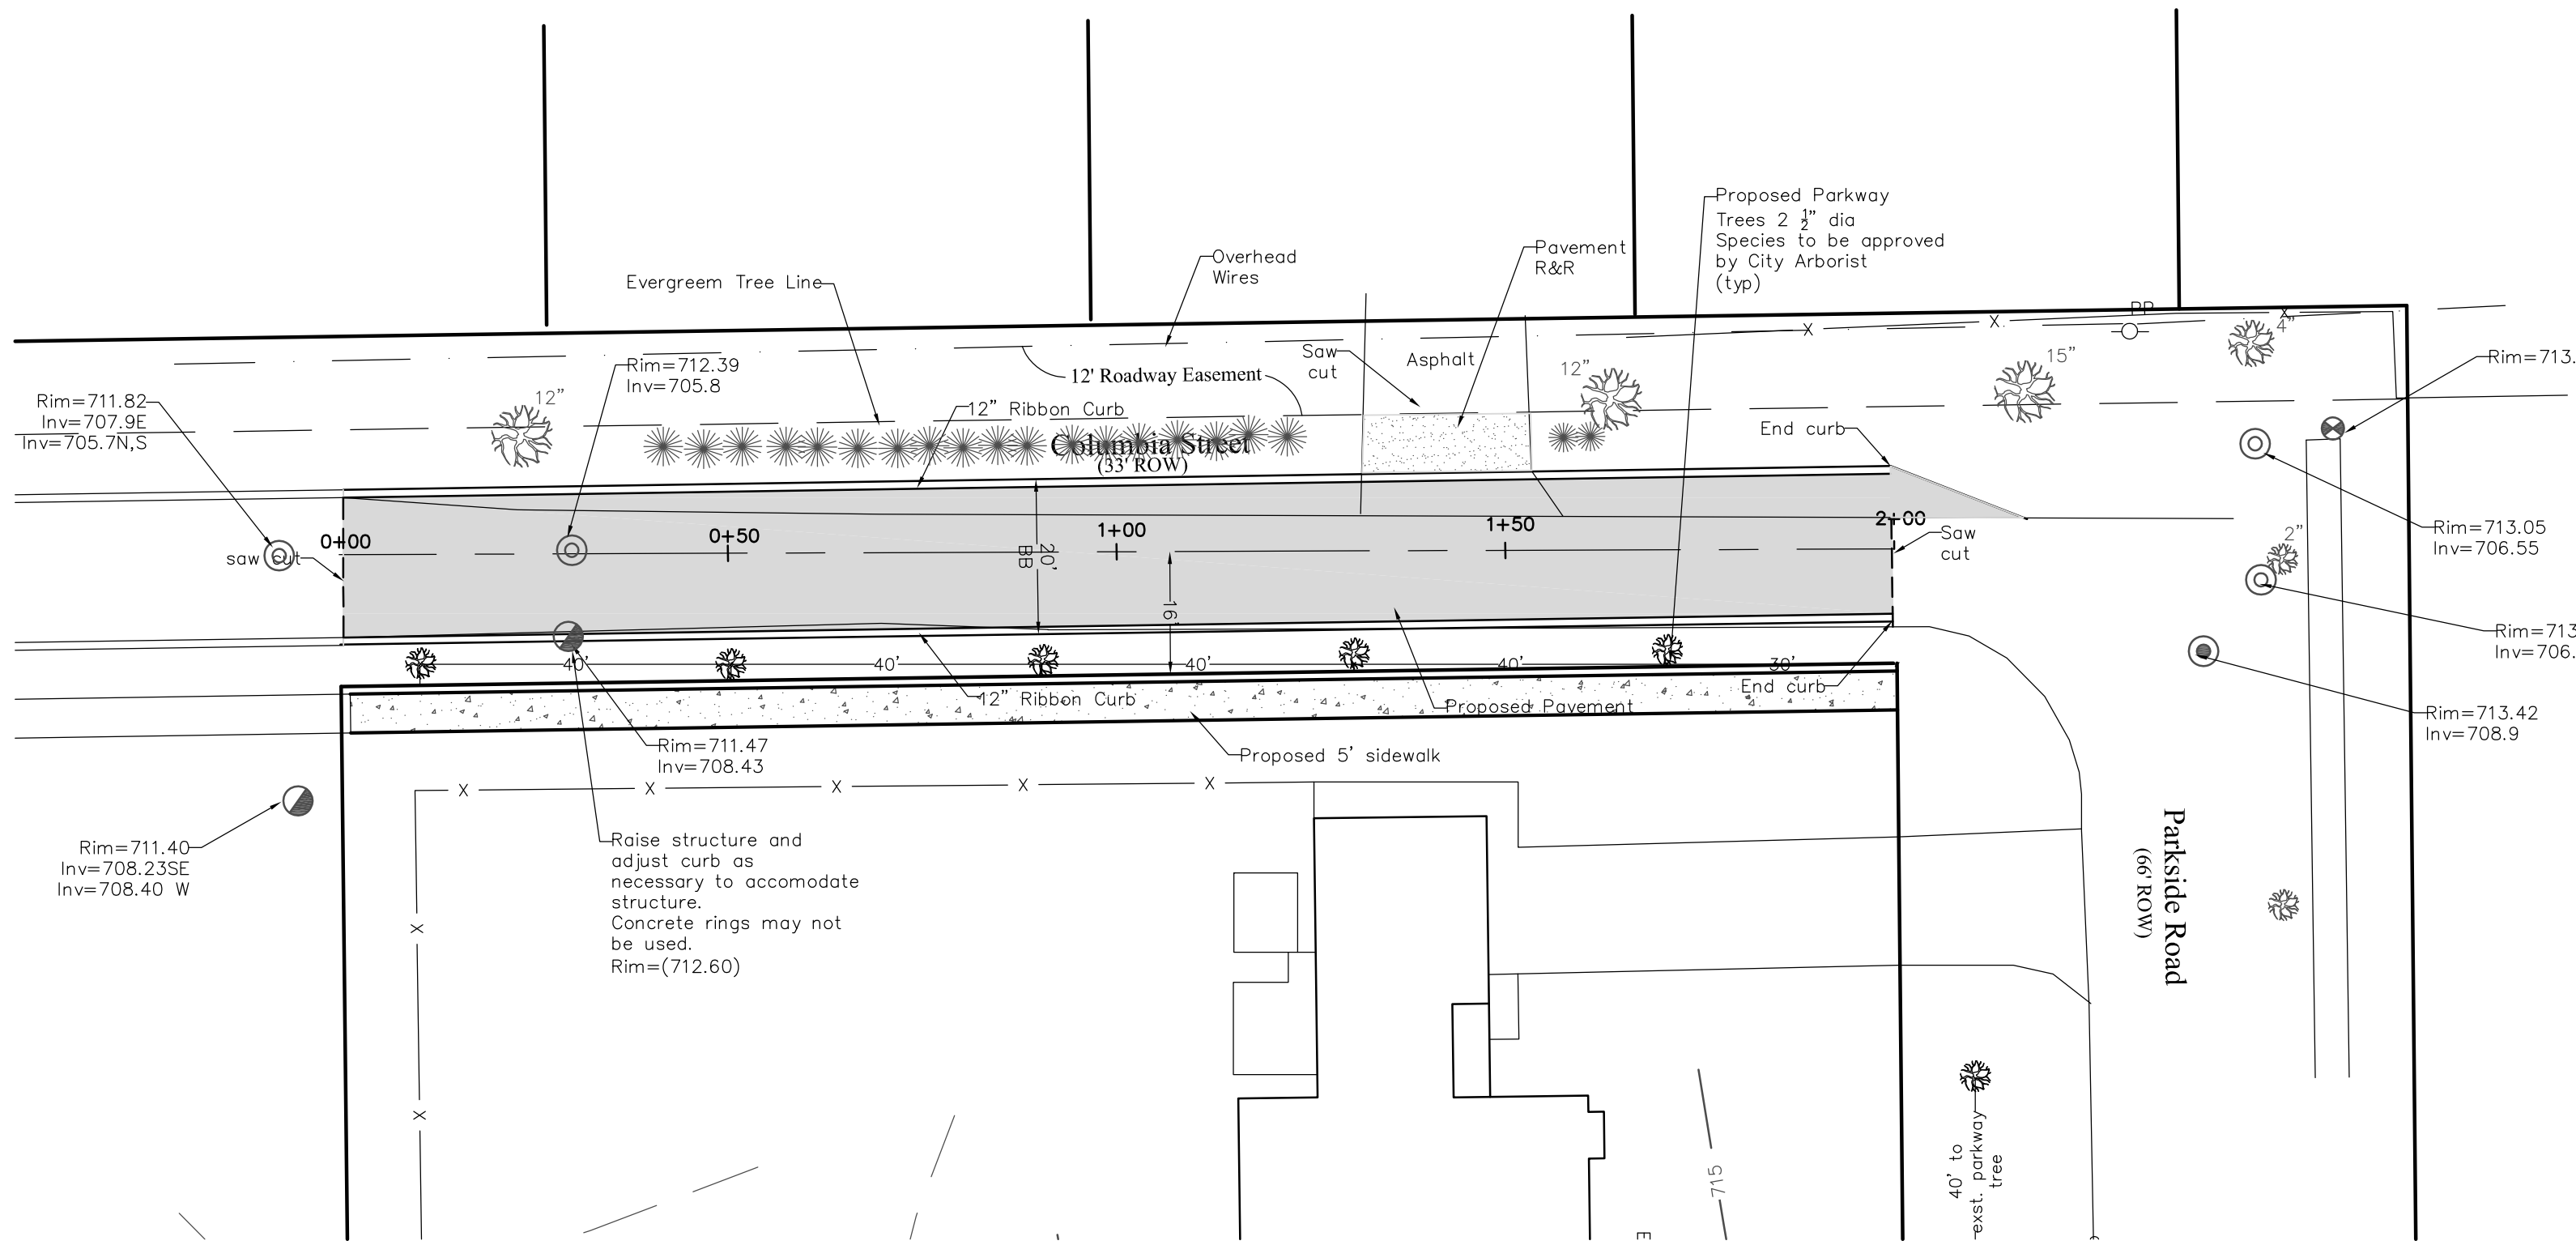 Proposed Parkway
Trees 2 ½" dia
Species to be approved
by City Arborist
(typ)
Overhead
Wires
Pavement
R&R
Evergreem Tree Line
PP
X
X
X
4"
Rim=713.
Rim=712.39
Inv=705.8
12' Roadway Easement
Saw
cut
Asphalt
12"
15"
12"
Rim=711.82
Inv=707.9E
Inv=705.7N,S
12" Ribbon Curb
Columbia Street
(33' ROW)
End curb
0+00
0+50
1+00
1+50
2+00
saw cut
20'
BB
16'
Saw
cut
2"
Rim=713.05
Inv=706.55
Rim=713
Inv=706.
40'
40'
40'
40'
30'
12" Ribbon Curb
End curb
Proposed Pavement
Rim=713.42
Inv=708.9
Rim=711.47
Inv=708.43
Proposed 5' sidewalk
X
X
X
X
X
Rim=711.40
Inv=708.23SE
Inv=708.40 W
Raise structure and
adjust curb as
necessary to accomodate
structure.
Concrete rings may not
be used.
Rim=(712.60)
X
X
Parkside Road
(66' ROW)
715
40' to
exst. parkway
tree
E